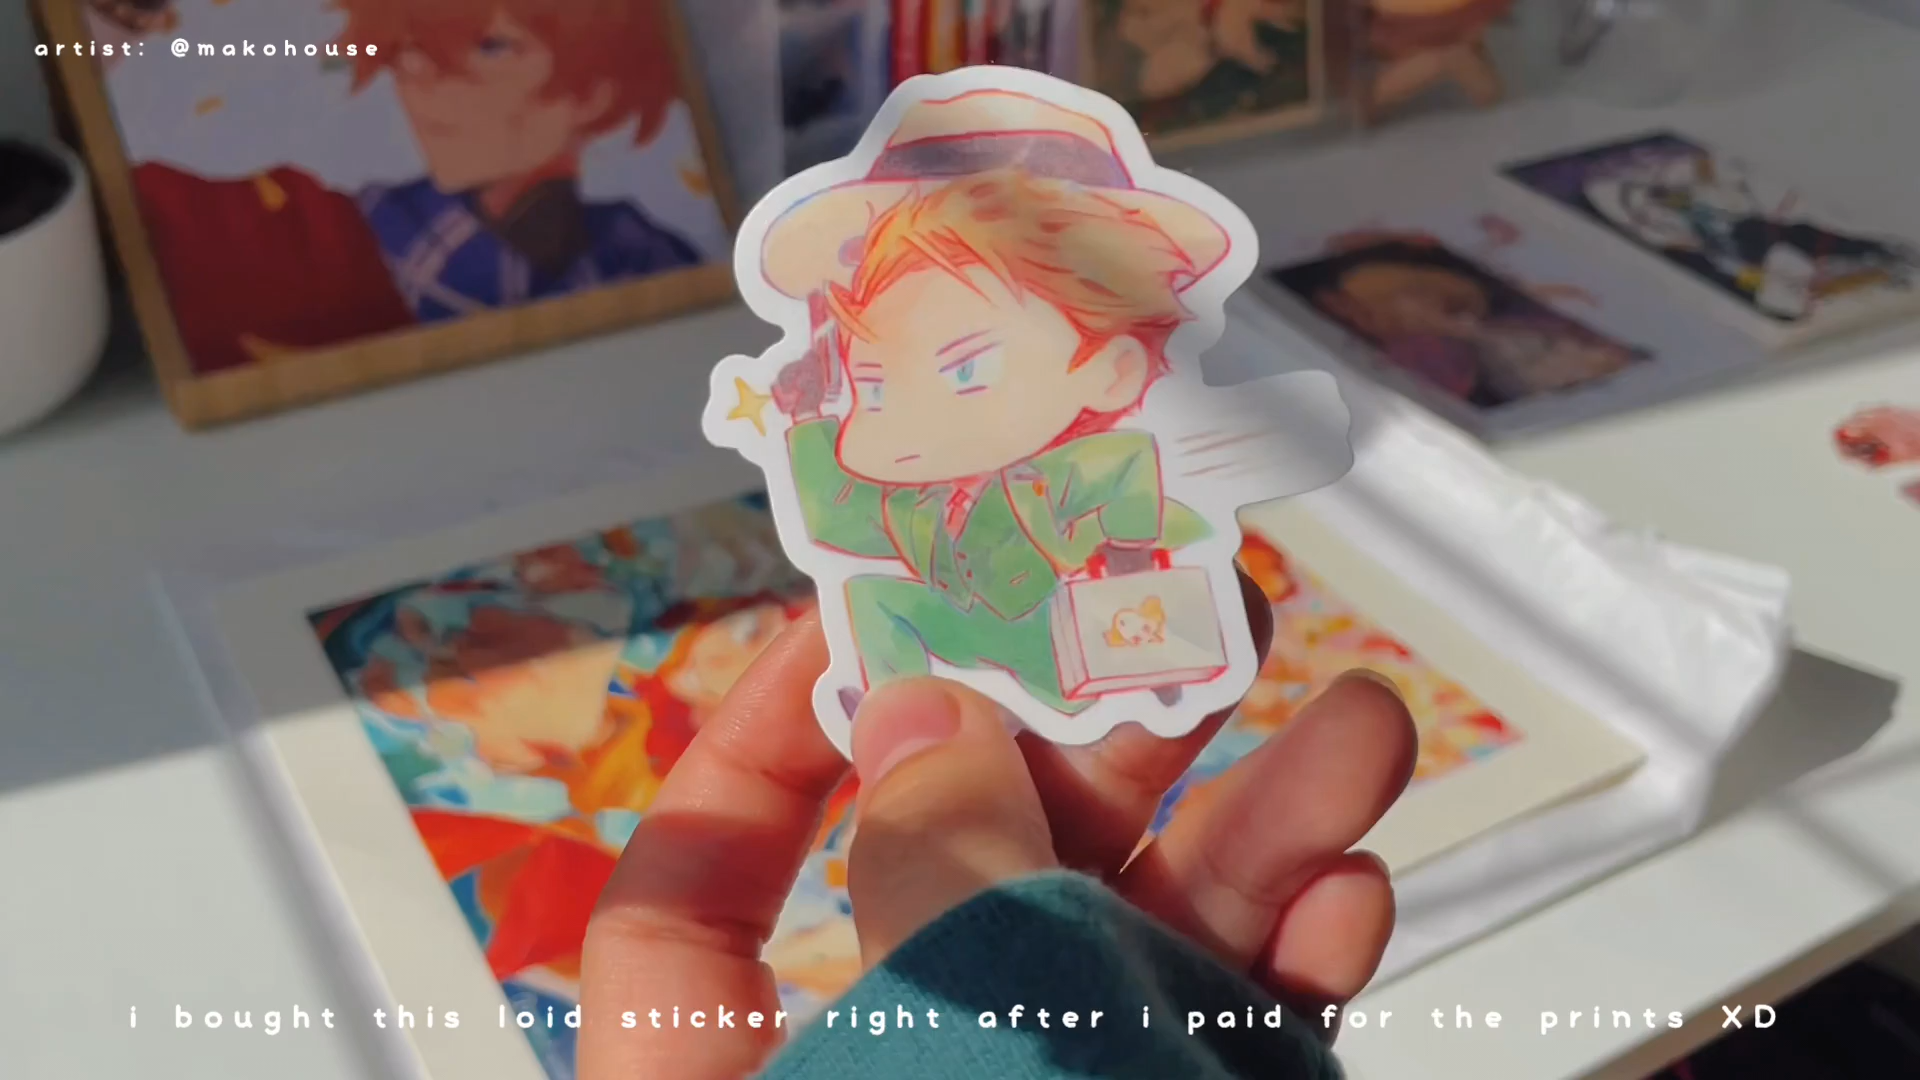 artist: @makohouse
i bought this loid sticker right after i paid for the prints XD